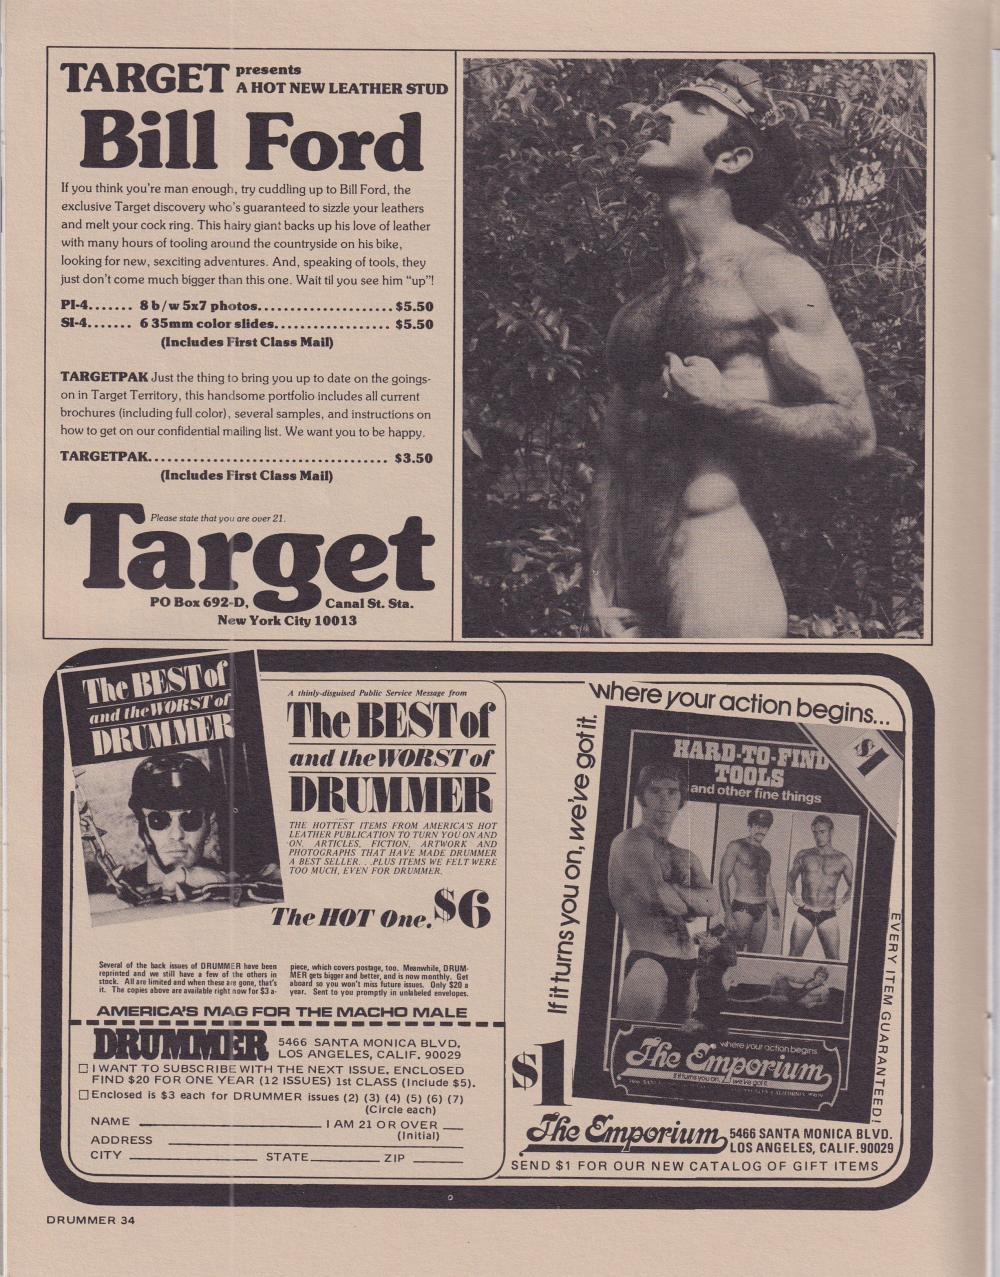 TARGET presents
A HOT NEW LEATHER STUD
Bill Ford
If you think you're man enough, try cuddling up to Bill Ford, the
exclusive Target discovery who's guaranteed to sizzle your leathers
and melt your cock ring. This hairy giant backs up his love of leather
with many hours of tooling around the countryside on his bike,
looking for new, sexciting adventures. And, speaking of tools, they
just don't come much bigger than this one. Wait til you see him "up"!
PI-4....... 8 b/w 5x7 photos...................... $5.50
SI-4....... 6 35mm color slides................... $5.50
(Includes First Class Mail)
TARGETPAK Just the thing to bring you up to date on the goings-
on in Target Territory, this handsome portfolio includes all current
brochures (including full color), several samples, and instructions on
how to get on our confidential mailing list. We want you to be happy.
TARGETPAK.................................... $3.50
(Includes First Class Mail)
Please state that you are over 21.
Target
PO Box 692-D, Canal St. Sta.
New York City 10013
The BEST of
and the WORST of
DRUMMER
A thinly-disguised Public Service Message from
The BEST of
and the WORST of
DRUMMER
THE HOTTEST ITEMS FROM AMERICA'S HOT
LEATHER PUBLICATION TO TURN YOU ON AND
ON. ARTICLES, FICTION, ARTWORK AND
PHOTOGRAPHS THAT HAVE MADE DRUMMER
A BEST SELLER. . .PLUS ITEMS WE FELT WERE
TOO MUCH, EVEN FOR DRUMMER.
The HOT One. $6
Several of the back issues of DRUMMER have been
reprinted and we still have a few of the others in
stock. All are limited and when these are gone, that's
it. The copies above are available right now for $3 a-
piece, which covers postage, too. Meanwhile, DRUM-
MER gets bigger and better, and is now monthly. Get
aboard so you won't miss future issues. Only $20 a
year. Sent to you promptly in unlabeled envelopes.
AMERICA'S MAG FOR THE MACHO MALE
DRUMMER 5466 SANTA MONICA BLVD.
LOS ANGELES, CALIF. 90029
I WANT TO SUBSCRIBE WITH THE NEXT ISSUE. ENCLOSED
FIND $20 FOR ONE YEAR (12 ISSUES) 1st CLASS (Include $5).
Enclosed is $3 each for DRUMMER issues (2) (3) (4) (5) (6) (7)
(Circle each)
NAME ____ I AM 21 OR OVER __
(Initial)
ADDRESS ____
CITY ____ STATE ____ ZIP ____
where your action begins...
If it turns you on, we've got it.
$1
HARD-TO-FIND
TOOLS
and other fine things
where your action begins
The Emporium
If it turns you on, we've got it.
EVERY ITEM GUARANTEED!
$1
The Emporium 5466 SANTA MONICA BLVD.
LOS ANGELES, CALIF. 90029
SEND $1 FOR OUR NEW CATALOG OF GIFT ITEMS
DRUMMER 34